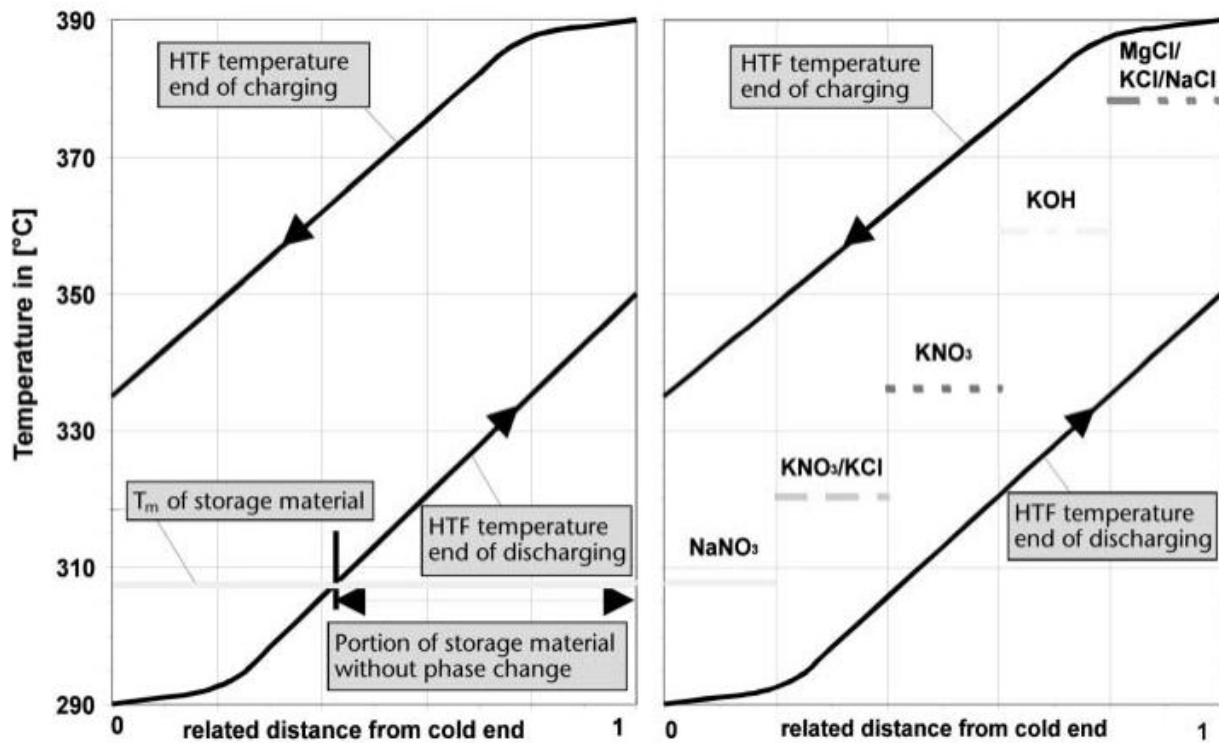 Temperature in [°C]
390
370
350
330
310
290
HTF temperature
end of charging
Tm of storage material
HTF temperature
end of discharging
Portion of storage material
without phase change
0
related distance from cold end
1
HTF temperature
end of charging
MgCl/
KCl/NaCl
KOH
KNO₃
KNO₃/KCl
NaNO₃
HTF temperature
end of discharging
0
related distance from cold end
1